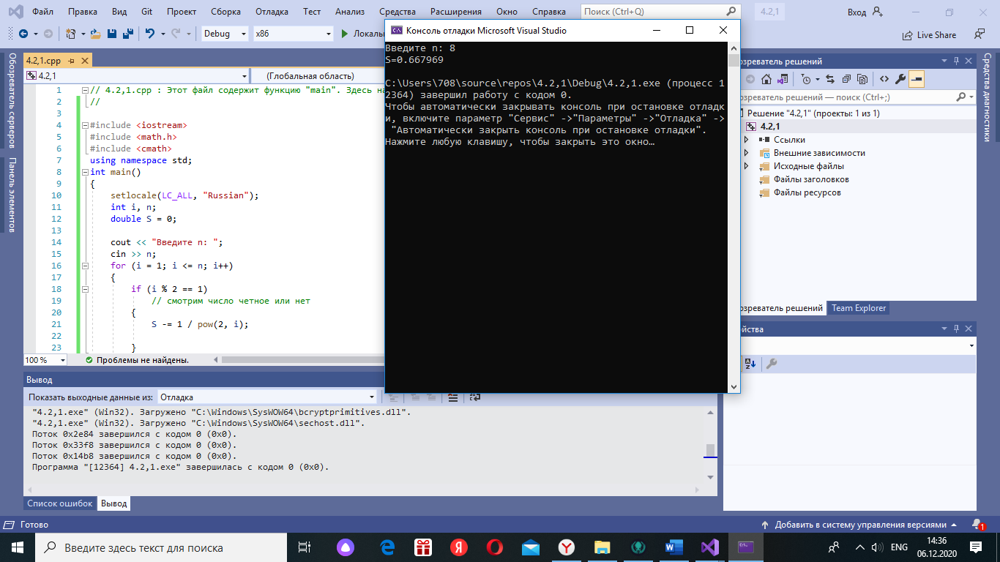 Файл Правка Вид Git Проект Сборка Отладка Тест Анализ Средства Расширения Окно Справка Поиск (Ctrl+Q) 4.2,1 Вход
Debug x86 Локальн Live Share
Консоль отладки Microsoft Visual Studio
Введите n: 8
S=0.667969
C:\Users\708\source\repos\4.2,1\Debug\4.2,1.exe (процесс 1
2364) завершил работу с кодом 0.
Чтобы автоматически закрывать консоль при остановке отладк
и, включите параметр "Сервис" ->"Параметры" ->"Отладка" ->
"Автоматически закрыть консоль при остановке отладки".
Нажмите любую клавишу, чтобы закрыть это окно…
Обозреватель серверов
Панель элементов
4.2,1.cpp
4.2,1 (Глобальная область)
1 // 4.2,1.cpp : Этот файл содержит функцию "main". Здесь на
2 //
3
4 #include <iostream>
5 #include <math.h>
6 #include <cmath>
7 using namespace std;
8 int main()
9 {
10 setlocale(LC_ALL, "Russian");
11 int i, n;
12 double S = 0;
13
14 cout << "Введите n: ";
15 cin >> n;
16 for (i = 1; i <= n; i++)
17 {
18 if (i % 2 == 1)
19 // смотрим число четное или нет
20 {
21 S -= 1 / pow(2, i);
22
23 }
100 % Проблемы не найдены.
озреватель решений
озреватель решений — поиск (Ctrl+;)
Решение "4.2,1" (проекты: 1 из 1)
4.2,1
Ссылки
Внешние зависимости
Исходные файлы
Файлы заголовков
Файлы ресурсов
озреватель решений Team Explorer
йства
Средства диагностики
Вывод
Показать выходные данные из: Отладка
"4.2,1.exe" (Win32). Загружено "C:\Windows\SysWOW64\bcryptprimitives.dll".
"4.2,1.exe" (Win32). Загружено "C:\Windows\SysWOW64\sechost.dll".
Поток 0x2e84 завершился с кодом 0 (0x0).
Поток 0x33f8 завершился с кодом 0 (0x0).
Поток 0x14b8 завершился с кодом 0 (0x0).
Программа "[12364] 4.2,1.exe" завершилась с кодом 0 (0x0).
Список ошибок Вывод
Готово Добавить в систему управления версиями 1
Введите здесь текст для поиска ENG 14:36
06.12.2020